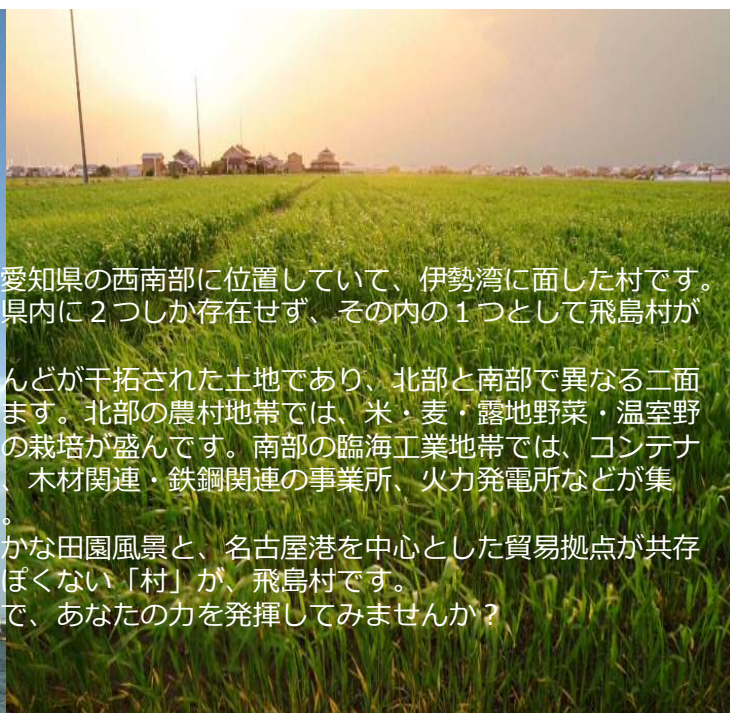 愛知県の西南部に位置していて、伊勢湾に面した村です。
県内に２つしか存在せず、その内の１つとして飛島村が
んどが干拓された土地であり、北部と南部で異なる二面
ます。北部の農村地帯では、米・麦・露地野菜・温室野
の栽培が盛んです。南部の臨海工業地帯では、コンテナ
、木材関連・鉄鋼関連の事業所、火力発電所などが集
。
かな田園風景と、名古屋港を中心とした貿易拠点が共存
ぽくない「村」が、飛島村です。
で、あなたの力を発揮してみませんか？